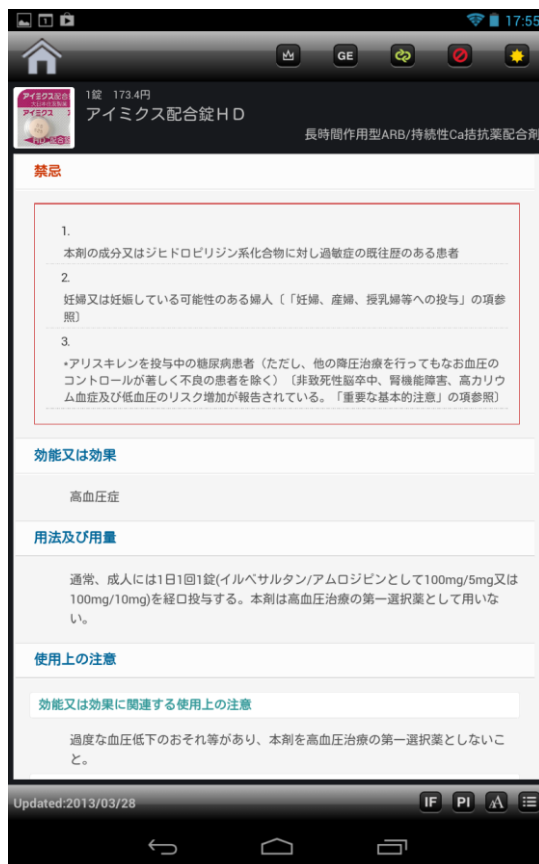 17:55
GE
1錠 173.4円
アイミクス配合錠HD
長時間作用型ARB/持続性Ca拮抗薬配合剤
禁忌
1.
本剤の成分又はジヒドロピリジン系化合物に対し過敏症の既往歴のある患者
2.
妊婦又は妊娠している可能性のある婦人〔「妊婦、産婦、授乳婦等への投与」の項参
照〕
3.
*アリスキレンを投与中の糖尿病患者（ただし、他の降圧治療を行ってもなお血圧の
コントロールが著しく不良の患者を除く）〔非致死性脳卒中、腎機能障害、高カリウ
ム血症及び低血圧のリスク増加が報告されている。「重要な基本的注意」の項参照〕
効能又は効果
高血圧症
用法及び用量
通常、成人には1日1回1錠(イルベサルタン/アムロジピンとして100mg/5mg又は
100mg/10mg)を経口投与する。本剤は高血圧治療の第一選択薬として用いな
い。
使用上の注意
効能又は効果に関連する使用上の注意
過度な血圧低下のおそれ等があり、本剤を高血圧治療の第一選択薬としないこ
と。
Updated:2013/03/28
IF PI A